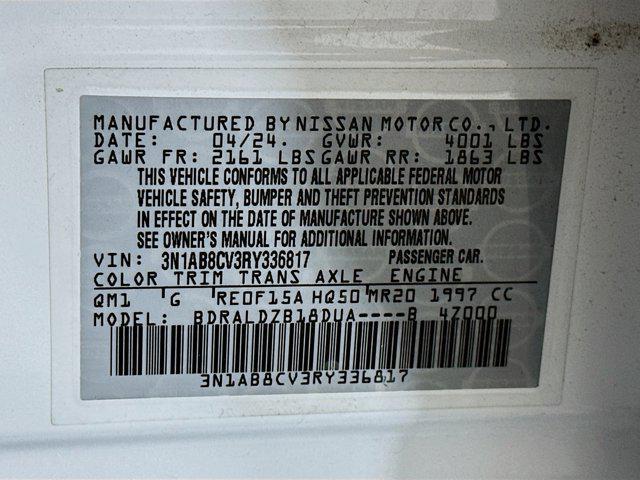 MANUFACTURED BY NISSAN MOTOR CO., LTD.
DATE: 04/24. GVWR: 4001 LBS
GAWR FR: 2161 LBS GAWR RR: 1863 LBS
THIS VEHICLE CONFORMS TO ALL APPLICABLE FEDERAL MOTOR
VEHICLE SAFETY, BUMPER AND THEFT PREVENTION STANDARDS
IN EFFECT ON THE DATE OF MANUFACTURE SHOWN ABOVE.
SEE OWNER'S MANUAL FOR ADDITIONAL INFORMATION.
VIN: 3N1AB8CV3RY336817 PASSENGER CAR.
COLOR TRIM TRANS AXLE ENGINE
QM1 G RE0F15A HQ50 MR20 1997 CC
MODEL: BDRALDZB18DUA----B 4Z000
3N1AB8CV3RY336817